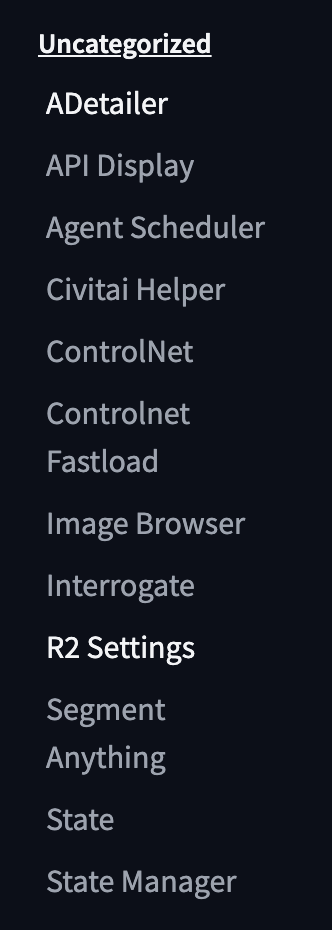 Uncategorized
ADetailer
API Display
Agent Scheduler
Civitai Helper
ControlNet
Controlnet
Fastload
Image Browser
Interrogate
R2 Settings
Segment
Anything
State
State Manager